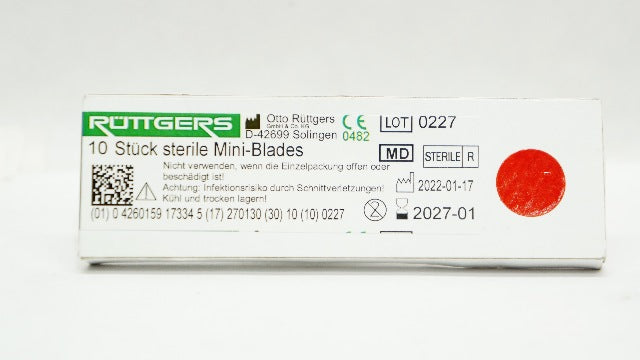 RÜTTGERS
Otto Rüttgers
GmbH & Co. KG
D-42699 Solingen
CE
0482
LOT 0227
10 Stück sterile Mini-Blades
MD STERILE R
Nicht verwenden, wenn die Einzelpackung offen oder
beschädigt ist!
Achtung: Infektionsrisiko durch Schnittverletzungen!
Kühl und trocken lagern!
2022-01-17
(01) 0 4260159 17334 5 (17) 270130 (30) 10 (10) 0227
2 2027-01